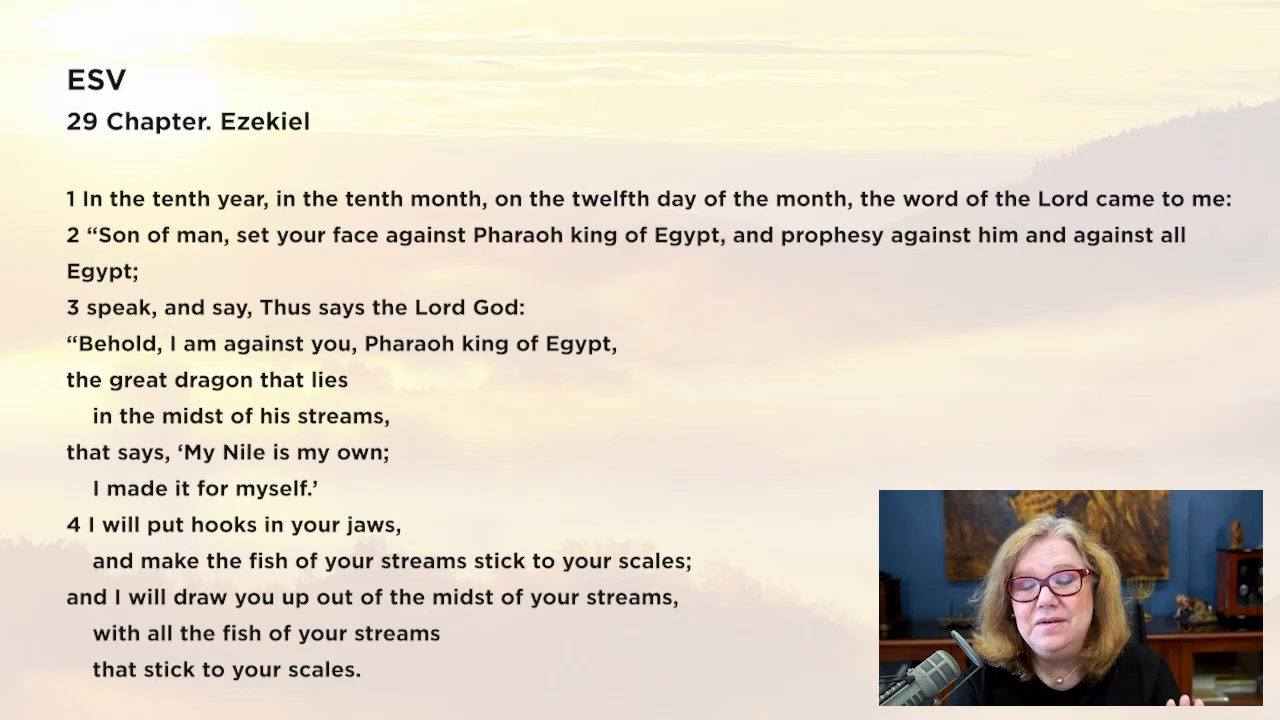 ESV
29 Chapter. Ezekiel
1 In the tenth year, in the tenth month, on the twelfth day of the month, the word of the Lord came to me:
2 “Son of man, set your face against Pharaoh king of Egypt, and prophesy against him and against all
Egypt;
3 speak, and say, Thus says the Lord God:
“Behold, I am against you, Pharaoh king of Egypt,
the great dragon that lies
in the midst of his streams,
that says, ‘My Nile is my own;
I made it for myself.’
4 I will put hooks in your jaws,
and make the fish of your streams stick to your scales;
and I will draw you up out of the midst of your streams,
with all the fish of your streams
that stick to your scales.